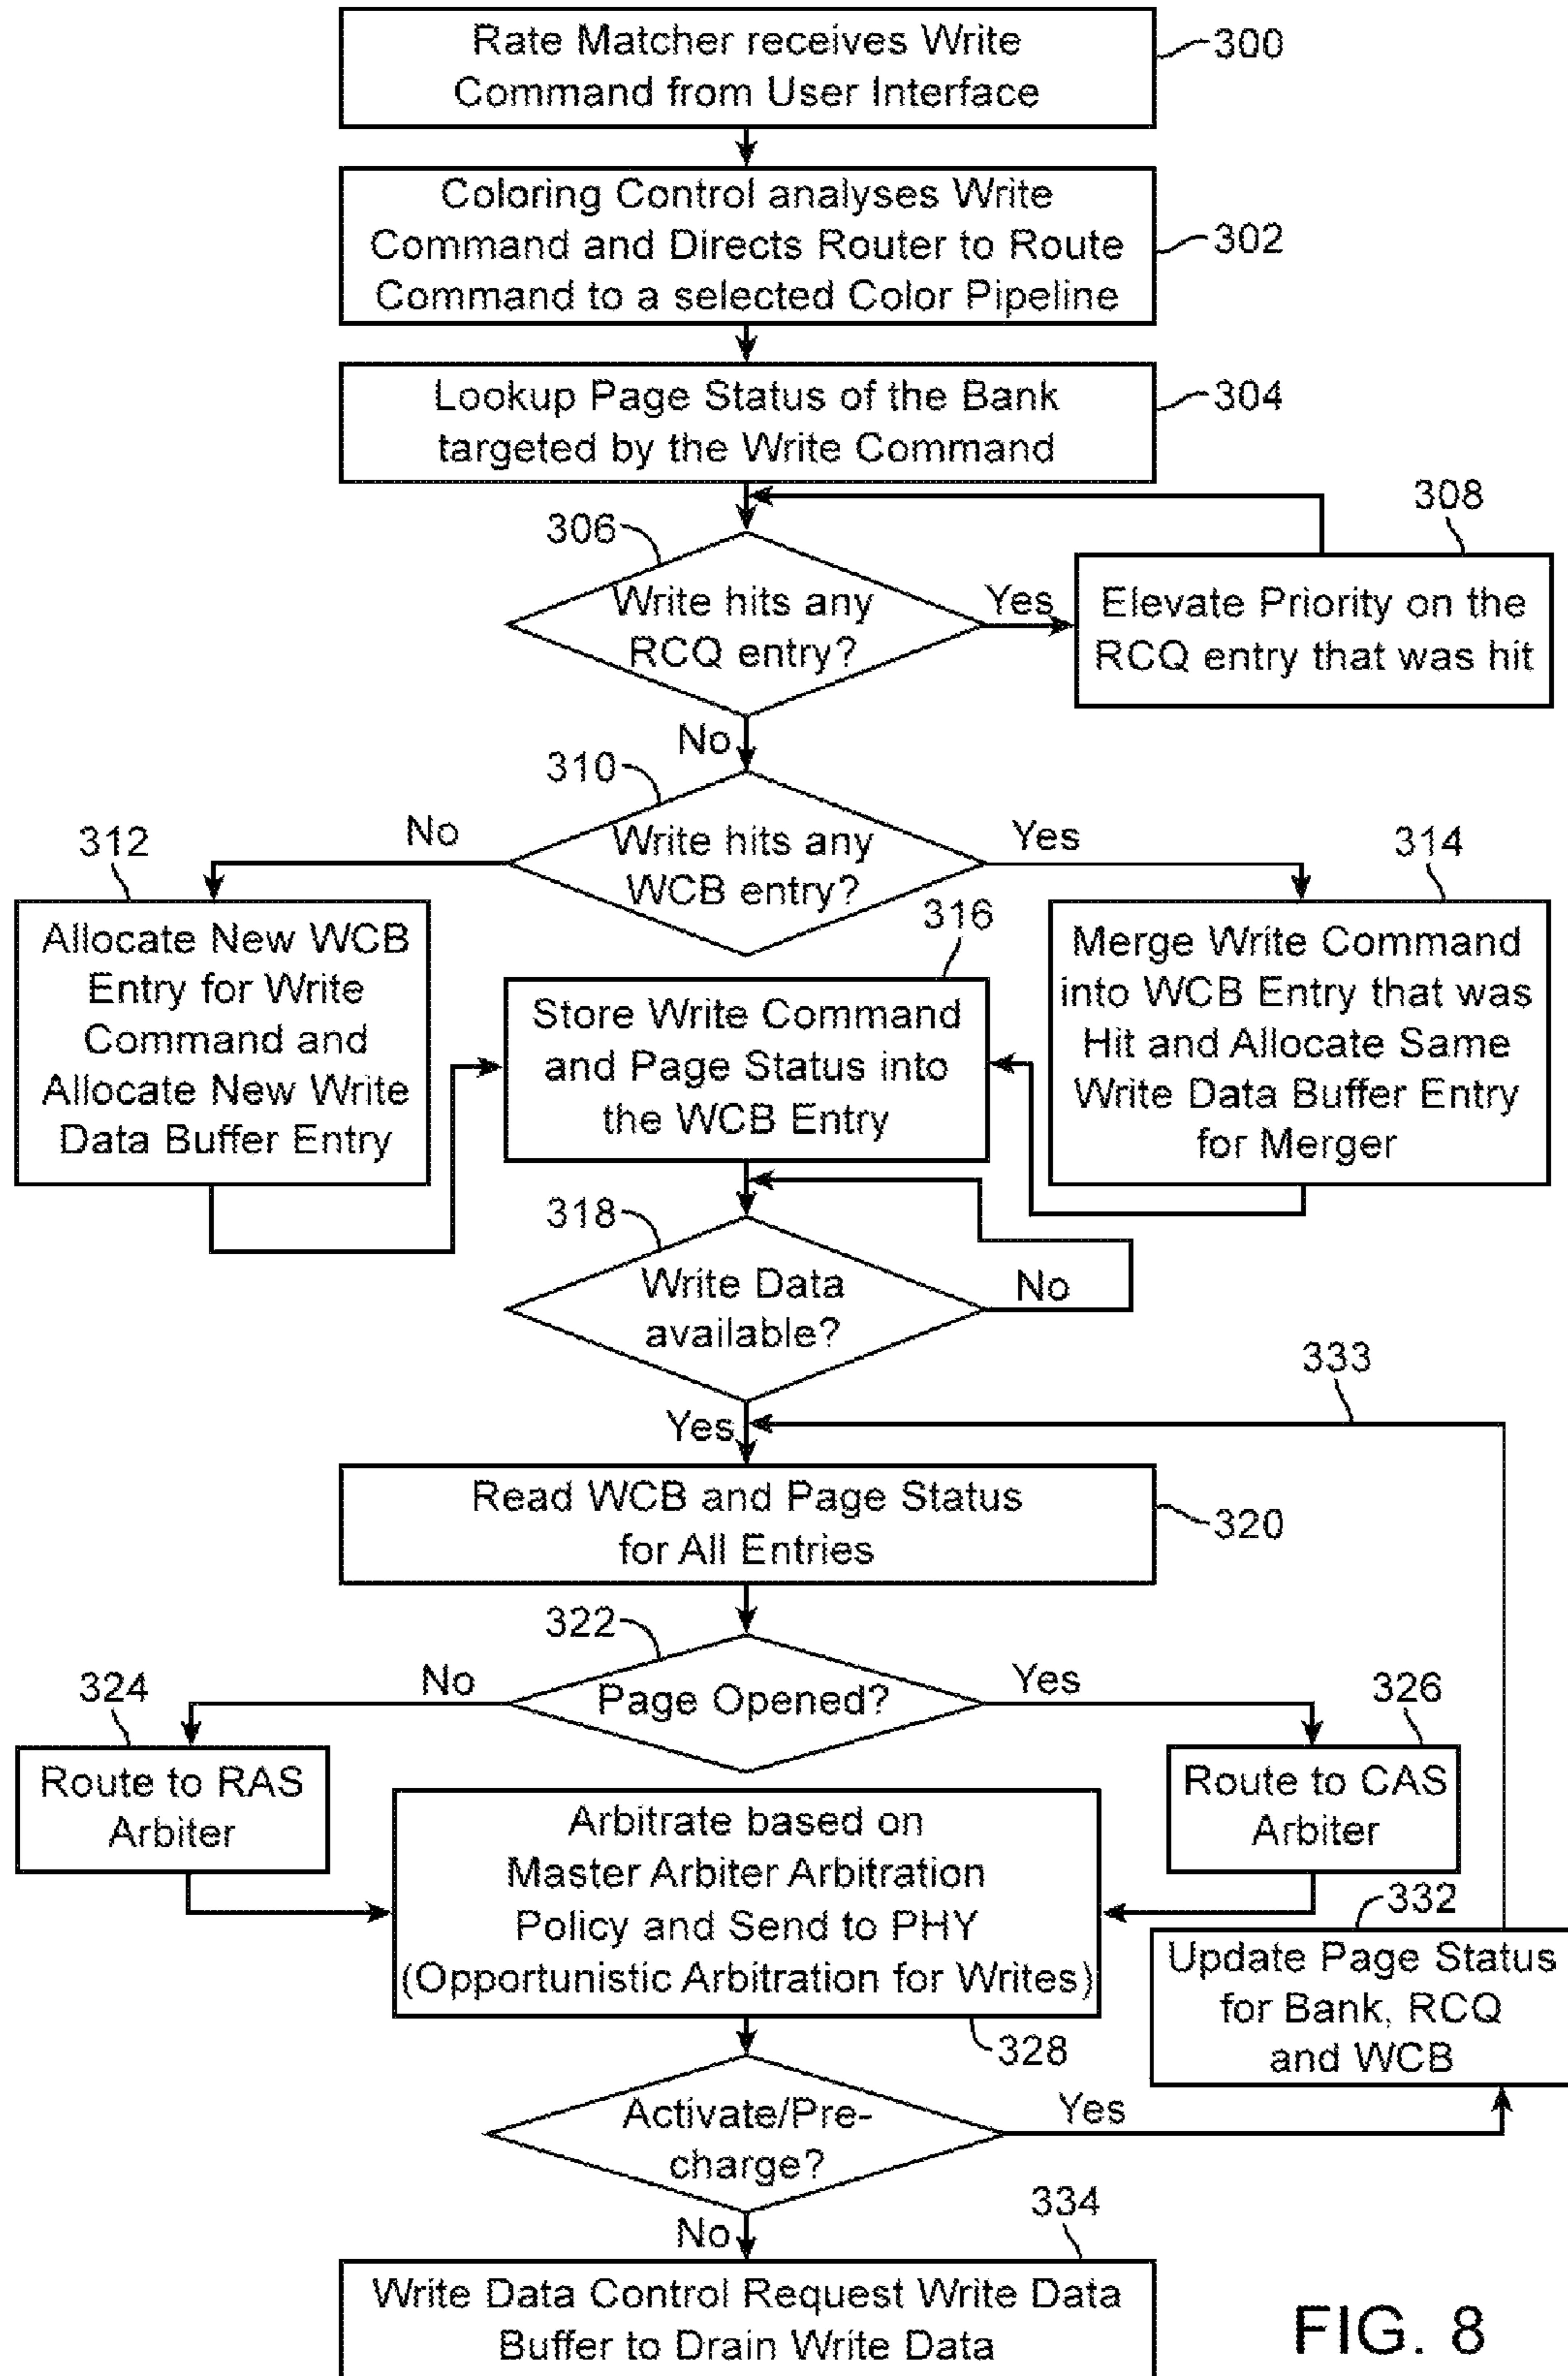 Rate Matcher receives Write
Command from User Interface
300
Coloring Control analyses Write
Command and Directs Router to Route
Command to a selected Color Pipeline
302
Lookup Page Status of the Bank
targeted by the Write Command
304
306
Write hits any
RCQ entry?
Yes
308
Elevate Priority on the
RCQ entry that was hit
No
310
Write hits any
WCB entry?
No
Yes
312
Allocate New WCB
Entry for Write
Command and
Allocate New Write
Data Buffer Entry
314
Merge Write Command
into WCB Entry that was
Hit and Allocate Same
Write Data Buffer Entry
for Merger
316
Store Write Command
and Page Status into
the WCB Entry
318
Write Data
available?
No
Yes
333
Read WCB and Page Status
for All Entries
320
322
Page Opened?
No
Yes
324
Route to RAS
Arbiter
326
Route to CAS
Arbiter
Arbitrate based on
Master Arbiter Arbitration
Policy and Send to PHY
(Opportunistic Arbitration for Writes)
328
332
Update Page Status
for Bank, RCQ
and WCB
Activate/Pre-
charge?
Yes
No
334
Write Data Control Request Write Data
Buffer to Drain Write Data
FIG. 8